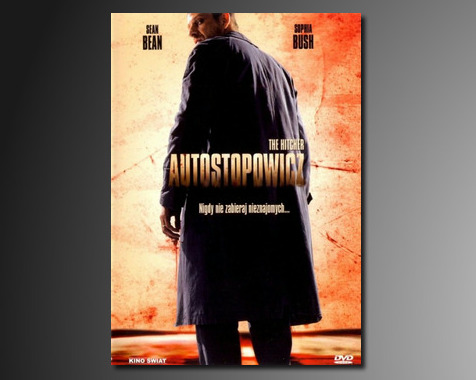 SEAN
BEAN
SOPHIA
BUSH
THE HITCHER
AUTOSTOPOWICZ
Nigdy nie zabieraj nieznajomych...
KINO ŚWIAT
DVD